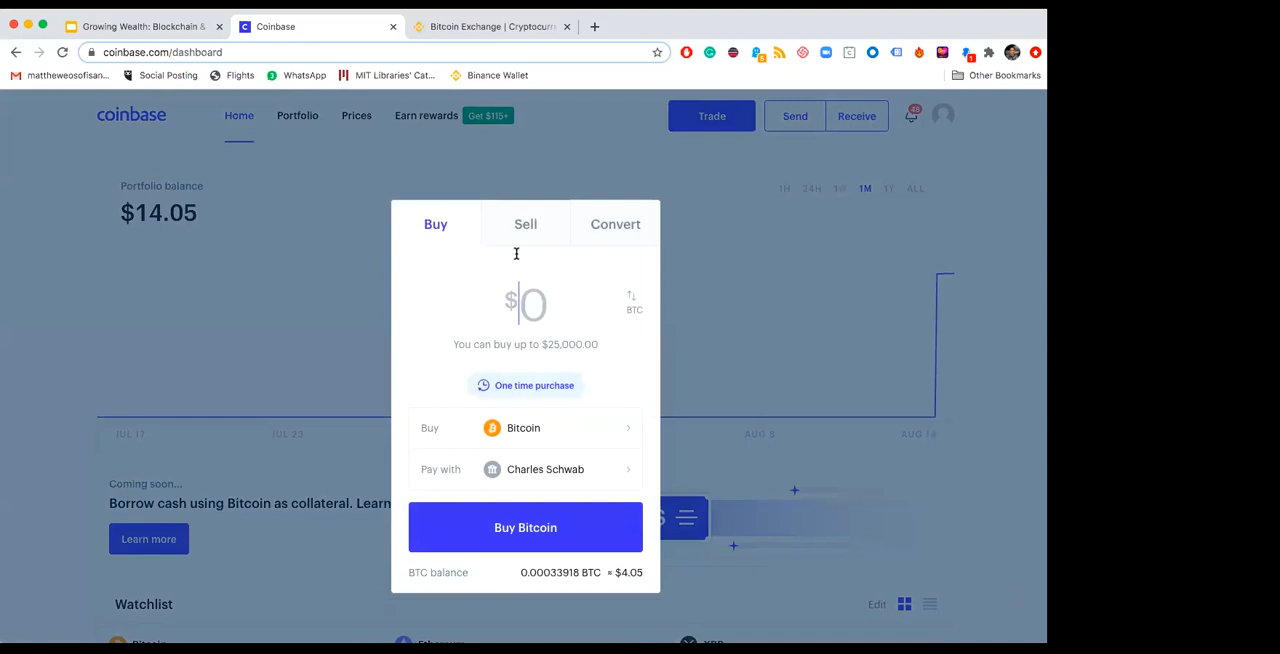 Growing Wealth: Blockchain &
Coinbase
Bitcoin Exchange | Cryptocurr
coinbase.com/dashboard
mattheweosofisan...
Social Posting
Flights
WhatsApp
MIT Libraries' Cat...
Binance Wallet
Other Bookmarks
coinbase
Home
Portfolio
Prices
Earn rewards
Get $115+
Trade
Send
Receive
48
Portfolio balance
$14.05
1H 24H 1W 1M 1Y ALL
Buy
Sell
Convert
$0
BTC
You can buy up to $25,000.00
One time purchase
Buy Bitcoin
Pay with Charles Schwab
Buy Bitcoin
BTC balance 0.00033918 BTC ≈ $4.05
JUL 17 JUL 23 AUG 8 AUG 14
Coming soon...
Borrow cash using Bitcoin as collateral. Learn
Learn more
Watchlist
Edit
Bitcoin Ethereum XRP